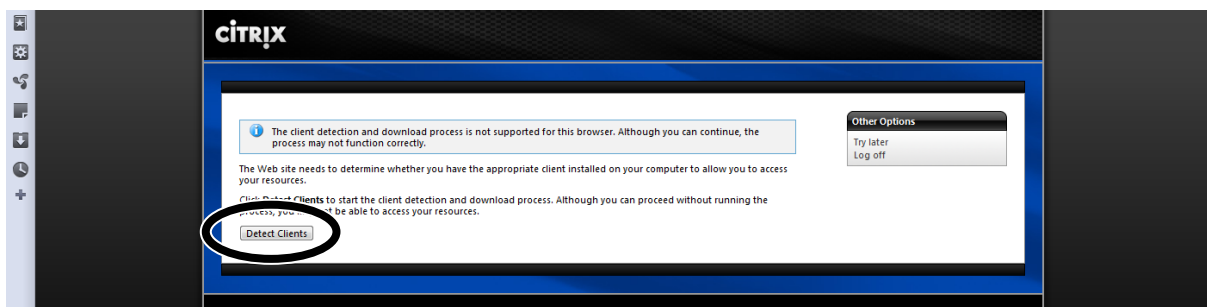 CITRIX
The client detection and download process is not supported for this browser. Although you can continue, the
process may not function correctly.
The Web site needs to determine whether you have the appropriate client installed on your computer to allow you to access
your resources.
Click Detect Clients to start the client detection and download process. Although you can proceed without running the
process, you not be able to access your resources.
Detect Clients
Other Options
Try later
Log off